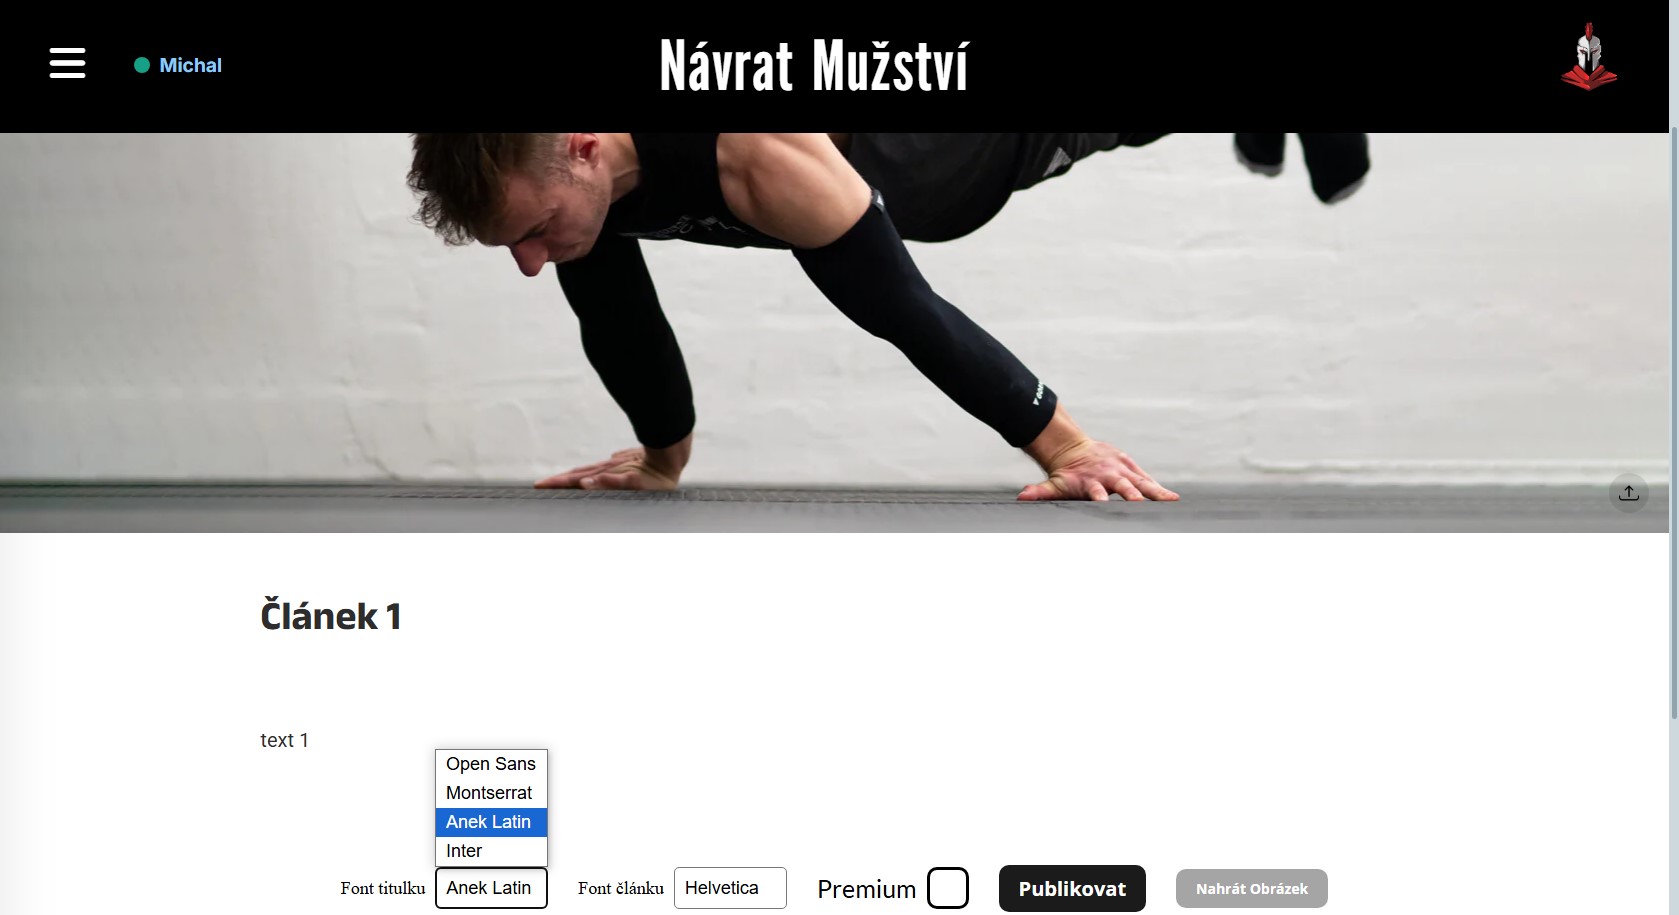 Michal
Návrat Mužství
Článek 1
text 1
Open Sans
Montserrat
Anek Latin
Inter
Font titulku
Anek Latin
Font článku
Helvetica
Premium
Publikovat
Nahrát Obrázek